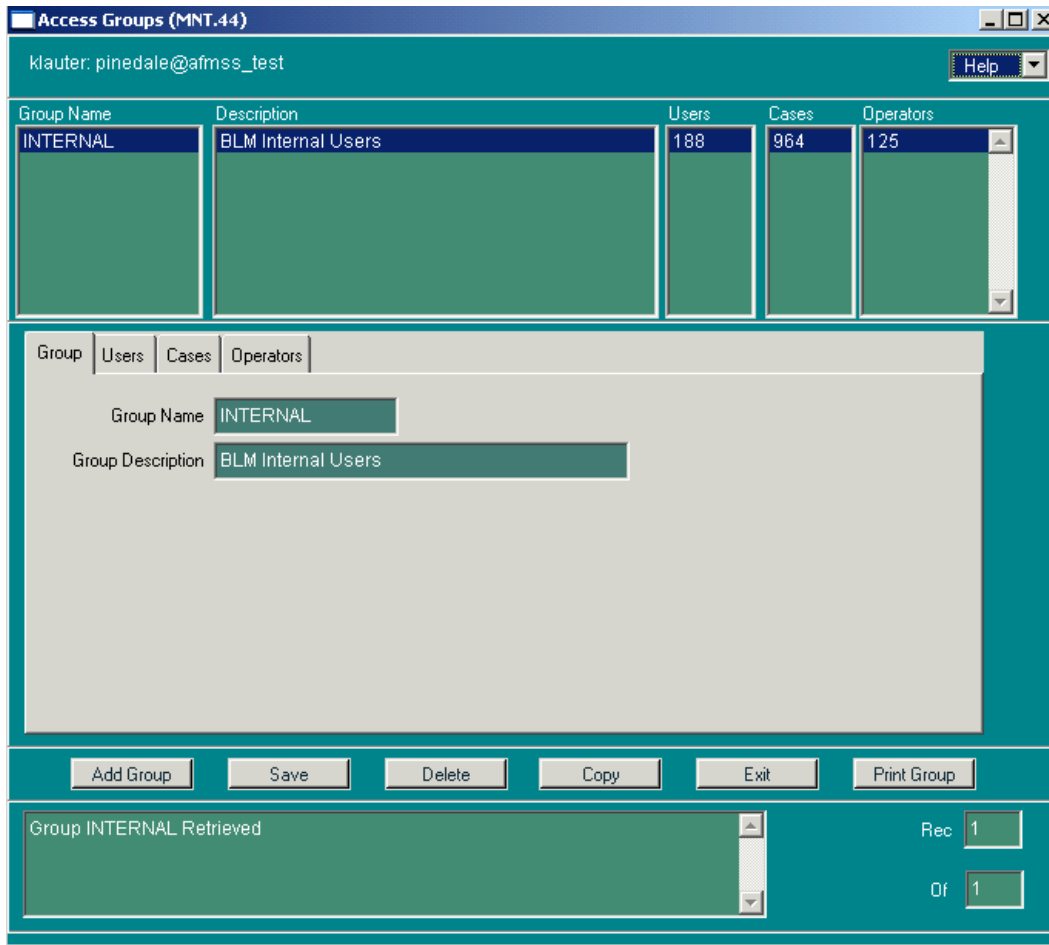 Access Groups (MNT.44)
klauter: pinedale@afmss_test
Help
Group Name Description Users Cases Operators
INTERNAL BLM Internal Users 188 964 125
Group Users Cases Operators
Group Name INTERNAL
Group Description BLM Internal Users
Add Group Save Delete Copy Exit Print Group
Group INTERNAL Retrieved
Rec 1
Of 1